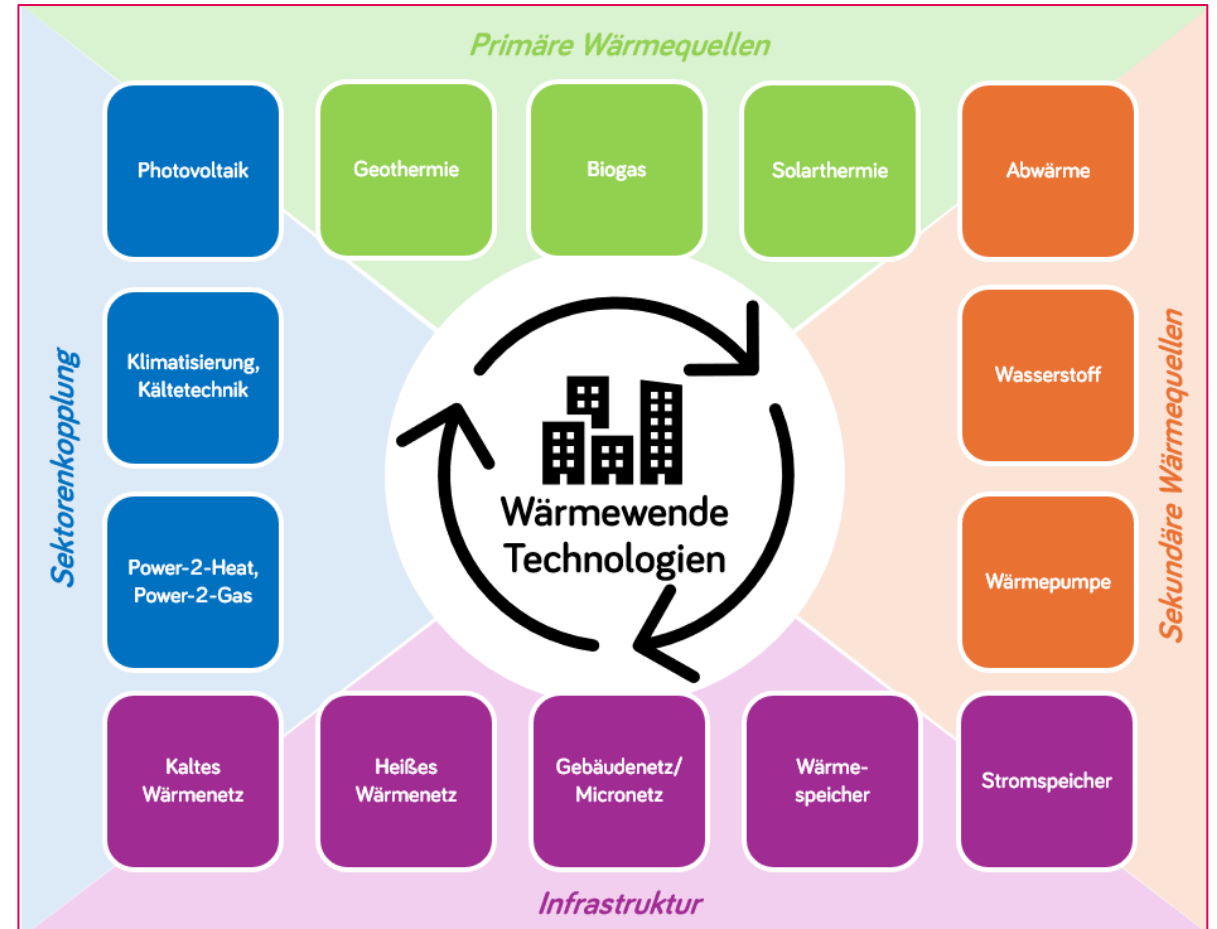 Primäre Wärmequellen
Photovoltaik
Geothermie
Biogas
Solarthermie
Abwärme
Sektorenkopplung
Klimatisierung,
Kältetechnik
Wärmewende
Technologien
Wasserstoff
Sekundäre Wärmequellen
Power-2-Heat,
Power-2-Gas
Wärmepumpe
Kaltes
Wärmenetz
Heißes
Wärmenetz
Gebäudenetz/
Micronetz
Wärme-
speicher
Stromspeicher
Infrastruktur